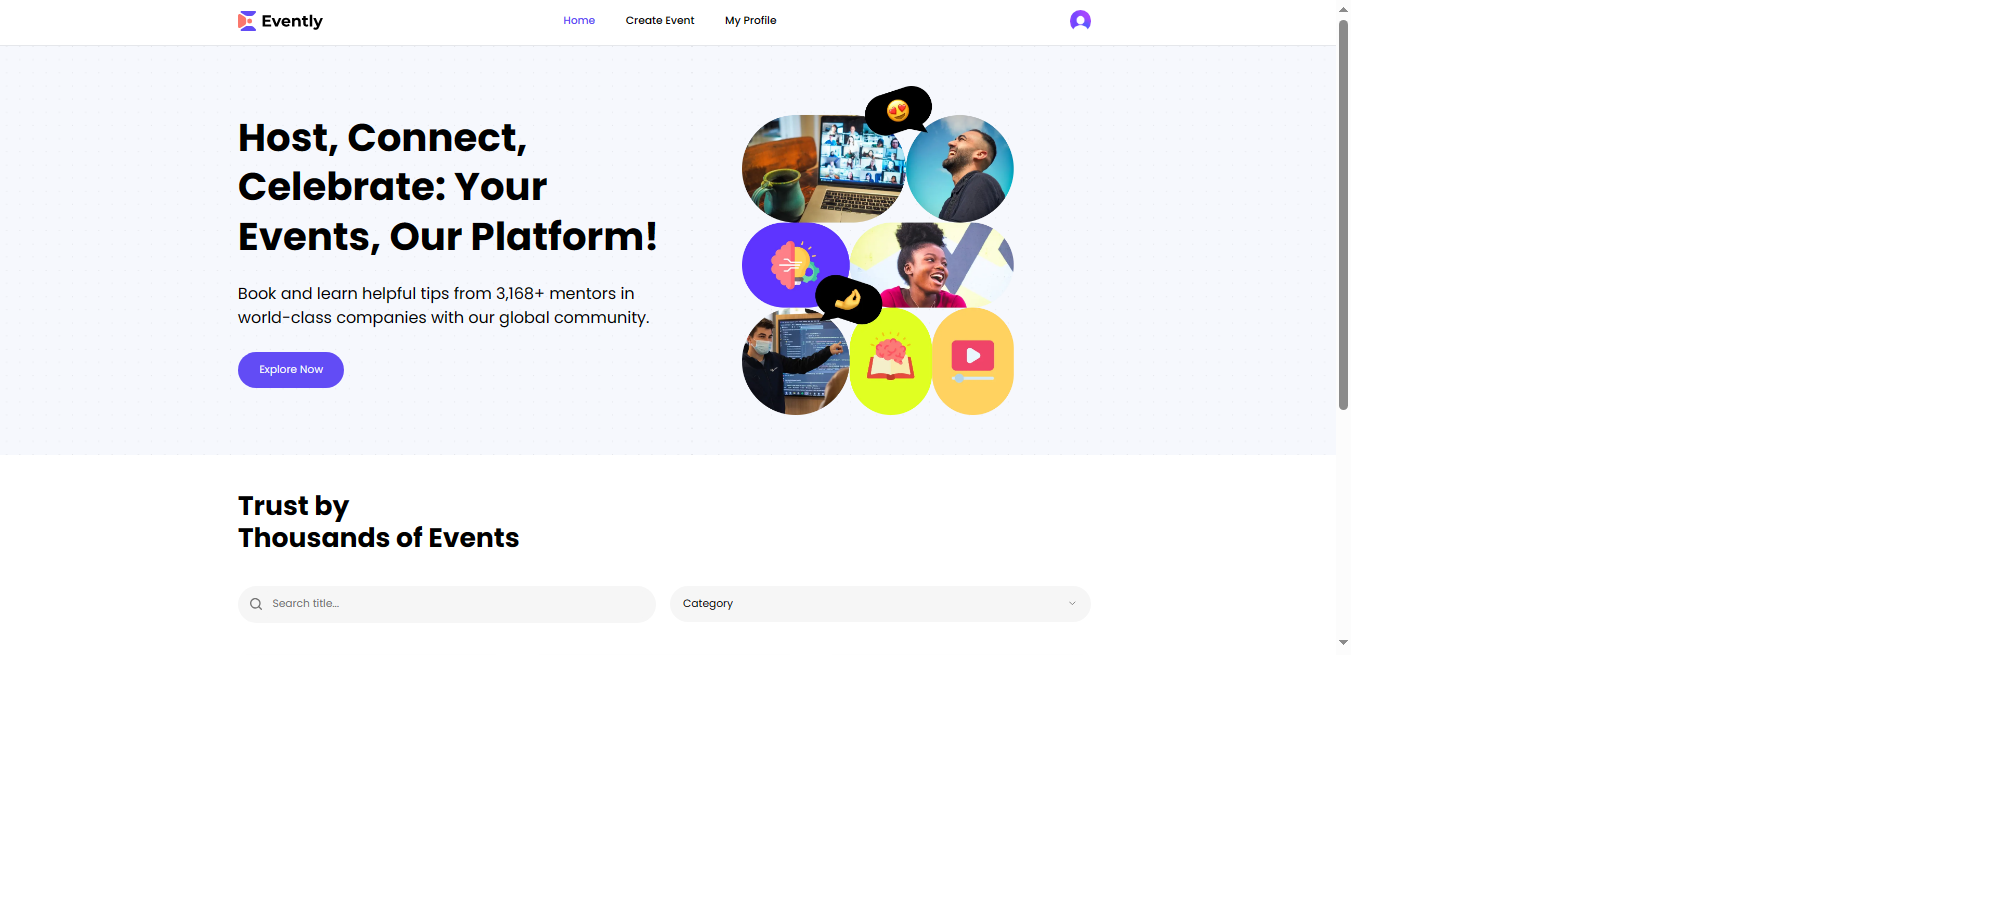 Evently
Home
Create Event
My Profile
Host, Connect,
Celebrate: Your
Events, Our Platform!
Book and learn helpful tips from 3,168+ mentors in
world-class companies with our global community.
Explore Now
Trust by
Thousands of Events
Search title...
Category